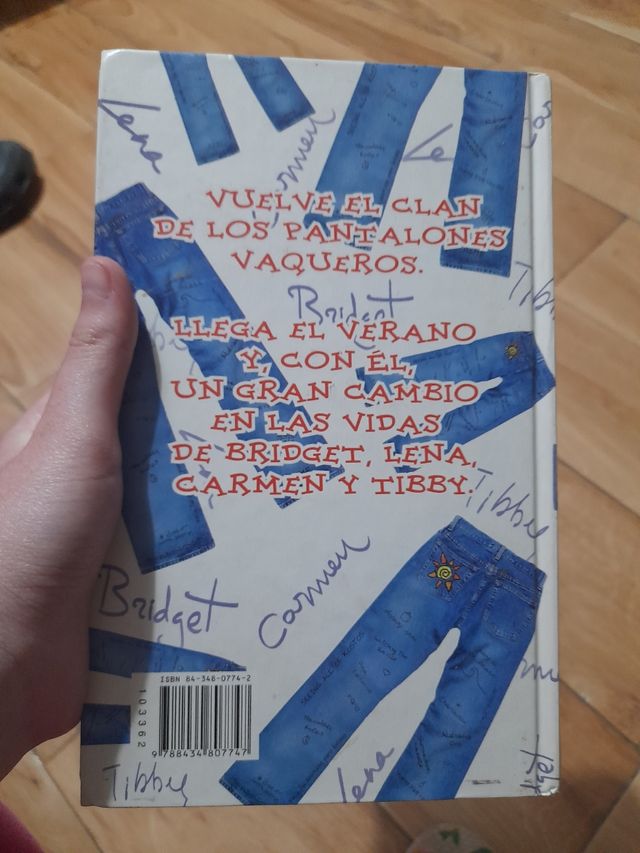 Lena
Carmen
Le
VUELVE EL CLAN
DE LOS PANTALONES
VAQUEROS.
Tibby
Bridget
LLEGA EL VERANO
Y, CON ÉL,
UN GRAN CAMBIO
EN LAS VIDAS
DE BRIDGET, LENA,
CARMEN Y TIBBY.
Tibby
Bridget
Carmen
ISBN 84-348-0774-2
103362
9 788434 807747
Tibby
Lena